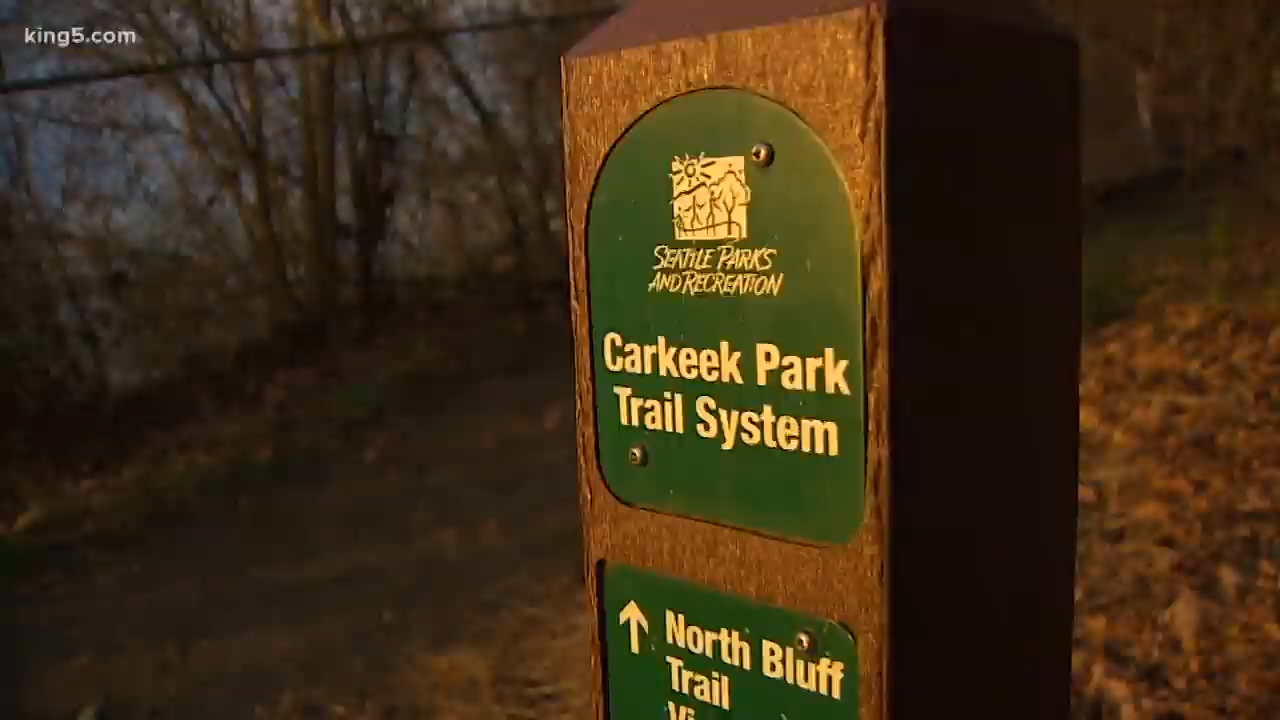 king5.com
SEATTLE PARKS
AND RECREATION
Carkeek Park
Trail System
↑ North Bluff
Trail